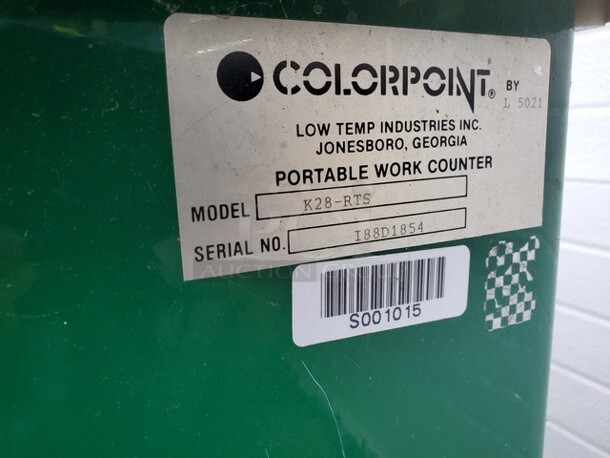 COLORPOINT® BY
L 5021
LOW TEMP INDUSTRIES INC.
JONESBORO, GEORGIA
PORTABLE WORK COUNTER
MODEL K28-RTS
SERIAL NO. I88D1854
S001015